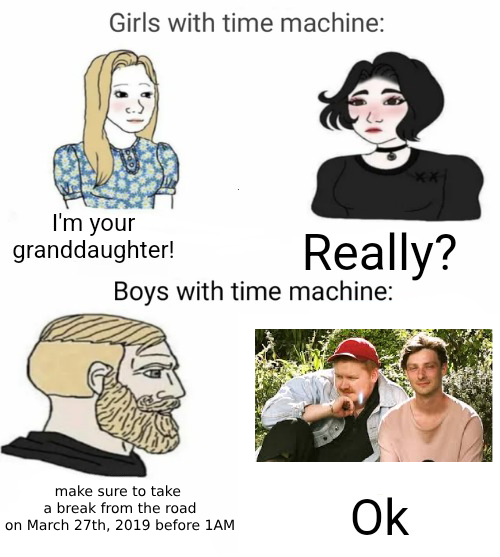 Girls with time machine:
I'm your
granddaughter!
Really?
Boys with time machine:
make sure to take
a break from the road
on March 27th, 2019 before 1AM
Ok